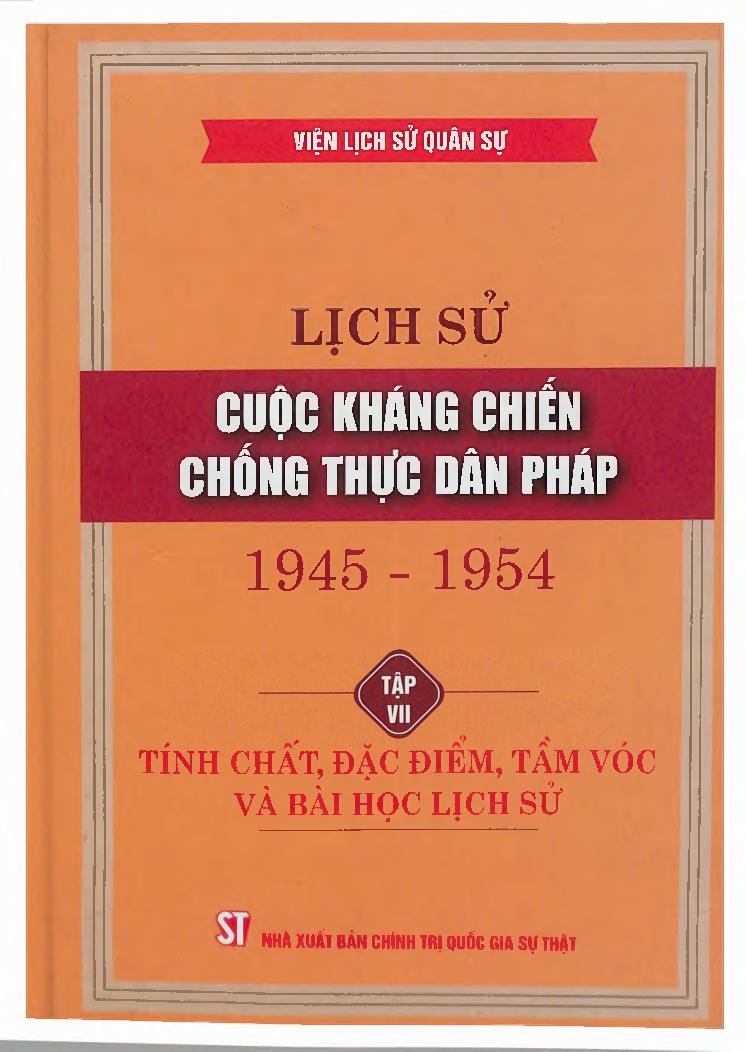 VIỆN LỊCH SỬ QUÂN SỰ
LỊCH SỬ
CUỘC KHÁNG CHIẾN
CHỐNG THỰC DÂN PHÁP
1945 - 1954
TẬP
VII
TÍNH CHẤT, ĐẶC ĐIỂM, TẦM VÓC
VÀ BÀI HỌC LỊCH SỬ
ST NHÀ XUẤT BẢN CHÍNH TRỊ QUỐC GIA SỰ THẬT